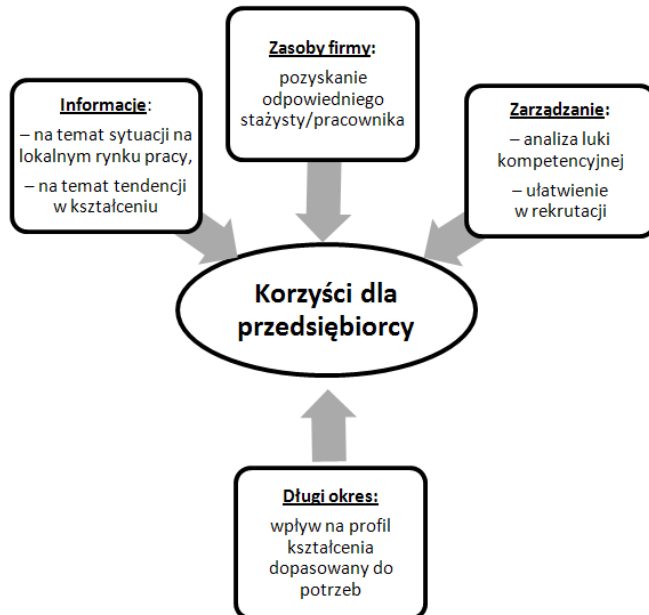 Zasoby firmy:
pozyskanie
odpowiedniego
stażysty/pracownika
Informacje:
– na temat sytuacji na
lokalnym rynku pracy,
– na temat tendencji
w kształceniu
Zarządzanie:
– analiza luki
kompetencyjnej
– ułatwienie
w rekrutacji
Korzyści dla
przedsiębiorcy
Długi okres:
wpływ na profil
kształcenia
dopasowany do
potrzeb